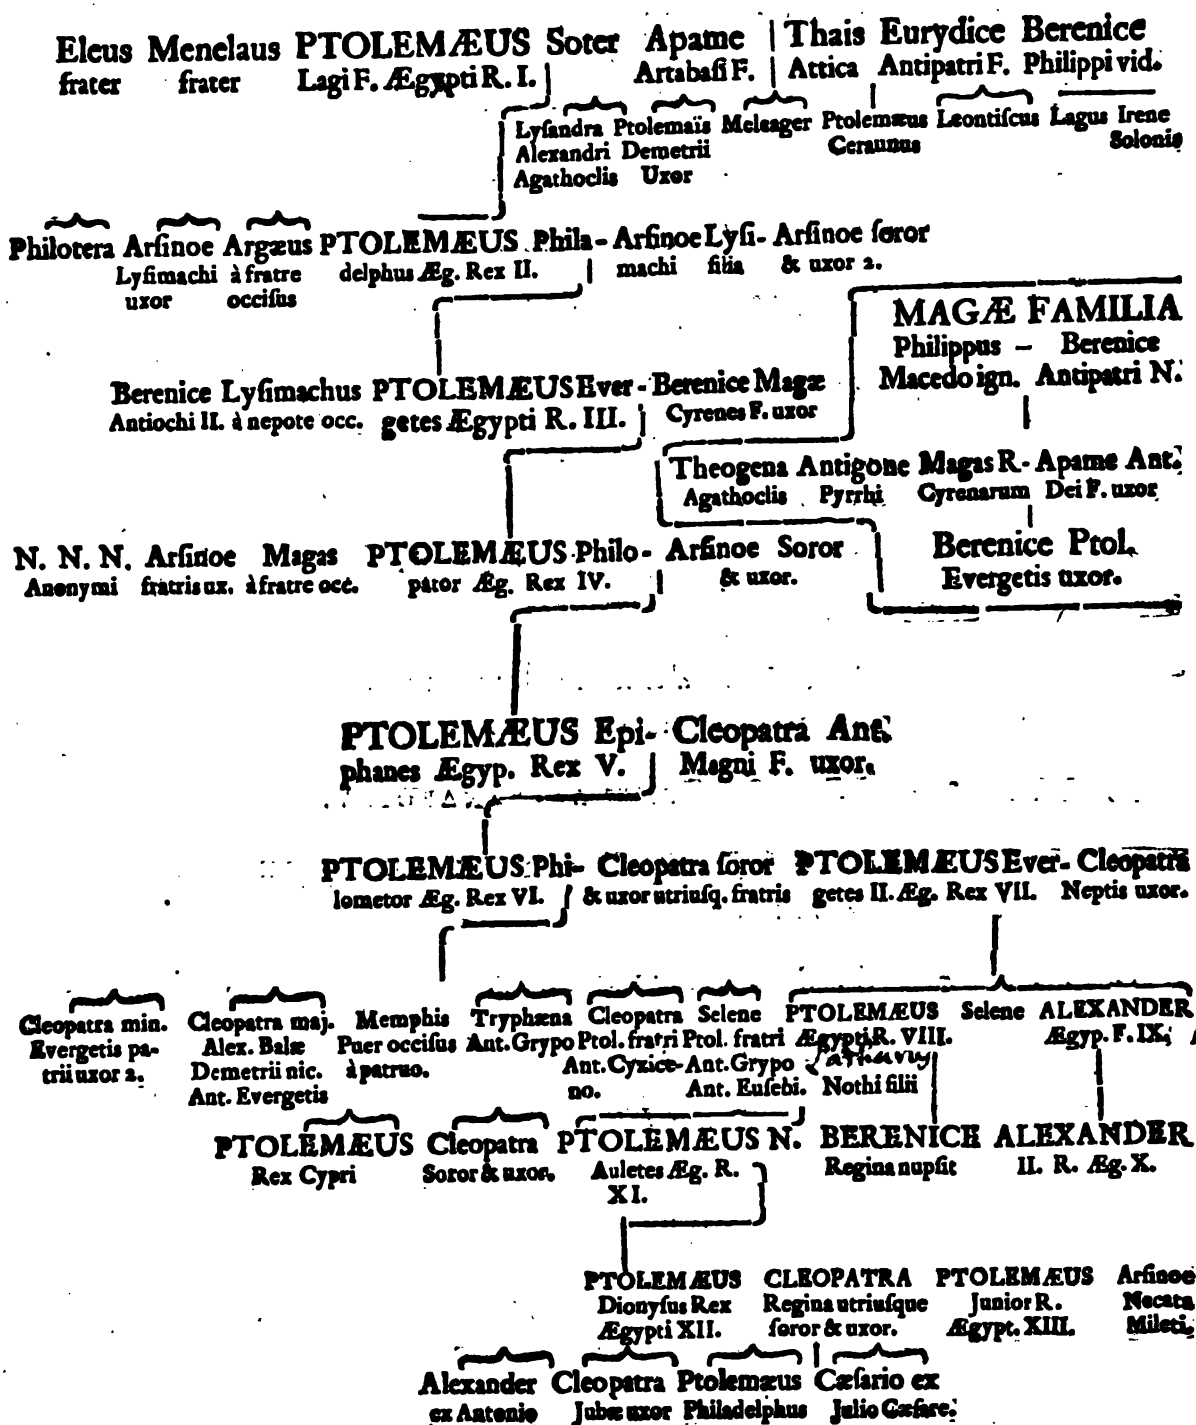 Eleus Menelaus PTOLEMÆUS Soter Apame Thais Eurydice Berenice
frater frater Lagi F. Ægypti R. I. Artabaſi F. Attica Antipatri F. Philippi vid.
Lyſandra Ptolemaïs Meleager Ptolemæus Leontiſcus Lagus Irene
Alexandri Demetrii Ceraunus Solonis
Agathoclis Uxor
Philotera Arſinoe Argæus PTOLEMÆUS Phila- Arſinoe Lyſi- Arſinoe ſoror
Lyſimachi à fratre delphus Æg. Rex II. machi filia & uxor 2.
uxor occiſus
MAGÆ FAMILIA
Philippus – Berenice
Macedo ign. Antipatri N.
Berenice Lyſimachus PTOLEMÆUS Ever- Berenice Magæ
Antiochi II. à nepote occ. getes Ægypti R. III. Cyrenes F. uxor
Theogena Antigone Magas R- Apame Ant.
Agathoclis Pyrrhi Cyrenarum Dei F. uxor
N. N. N. Arſinoe Magas PTOLEMÆUS Philo- Arſinoe Soror Berenice Ptol.
Anonymi fratris ux. à fratre occ. pator Æg. Rex IV. & uxor. Evergetis uxor.
PTOLEMÆUS Epi- Cleopatra Ant.
phanes Ægyp. Rex V. Magni F. uxor.
PTOLEMÆUS Phi- Cleopatra ſoror PTOLEMÆUS Ever- Cleopatra
lometor Æg. Rex VI. & uxor utriuſq. fratris getes II. Æg. Rex VII. Neptis uxor.
Cleopatra min. Cleopatra maj. Memphis Tryphæna Cleopatra Selene PTOLEMÆUS Selene ALEXANDER
Evergetis pa- Alex. Balæ Puer occiſus Ant. Grypo Ptol. fratri Ptol. fratri Ægypti R. VIII. Ægyp. F. IX.
trii uxor 2. Demetrii nic. à patruo. Ant. Cyxice- Ant. Grypo Lathurus
Ant. Evergetis no. Ant. Euſebi. Nothi filii
PTOLEMÆUS Cleopatra PTOLEMÆUS N. BERENICE ALEXANDER
Rex Cypri Soror & uxor. Auletes Æg. R. Regina nupſit II. R. Æg. X.
XI.
PTOLEMÆUS CLEOPATRA PTOLEMÆUS Arſinoe
Dionyſus Rex Regina utriuſque Junior R. Necata
Ægypti XII. ſoror & uxor. Ægypt. XIII. Mileti.
Alexander Cleopatra Ptolemæus Cæſario ex
ex Antonio Jubæ uxor Philadelphus Julio Cæſare.